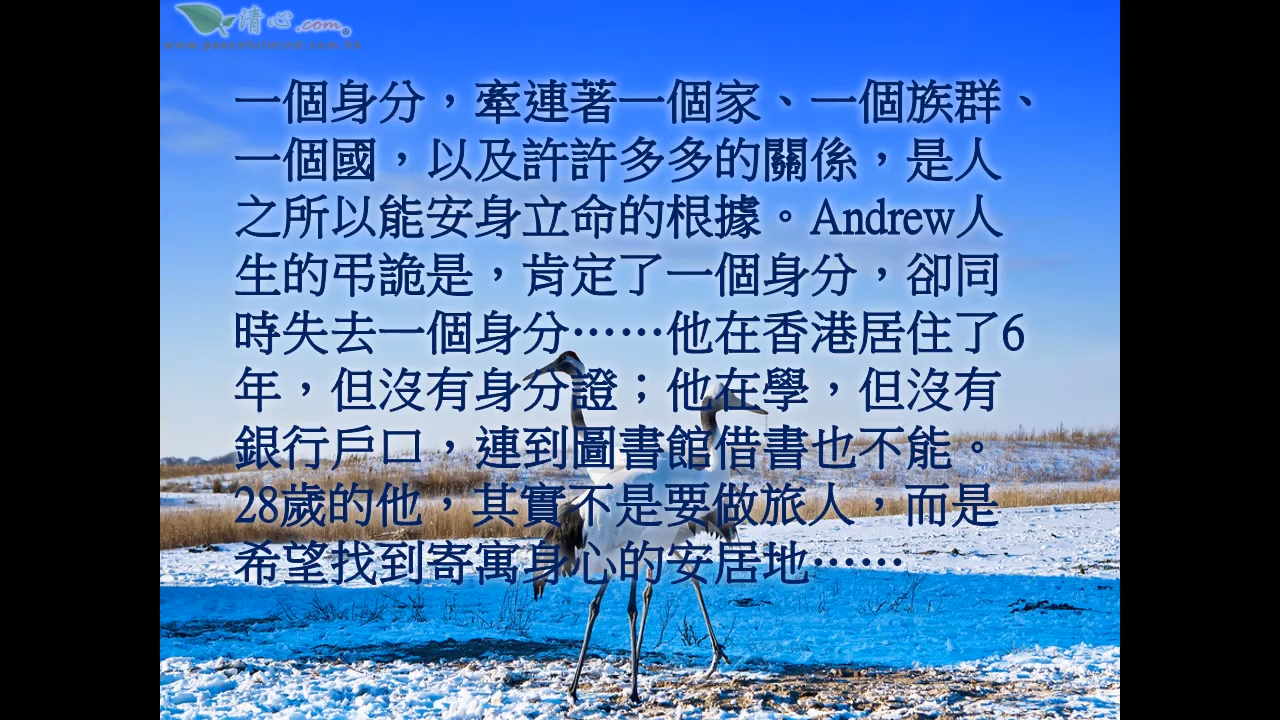 清心.com®
一個身分，牽連著一個家、一個族群、
一個國，以及許許多多的關係，是人
之所以能安身立命的根據。Andrew人
生的弔詭是，肯定了一個身分，卻同
時失去一個身分……他在香港居住了6
年，但沒有身分證；他在學，但沒有
銀行戶口，連到圖書館借書也不能。
28歲的他，其實不是要做旅人，而是
希望找到寄寓身心的安居地……